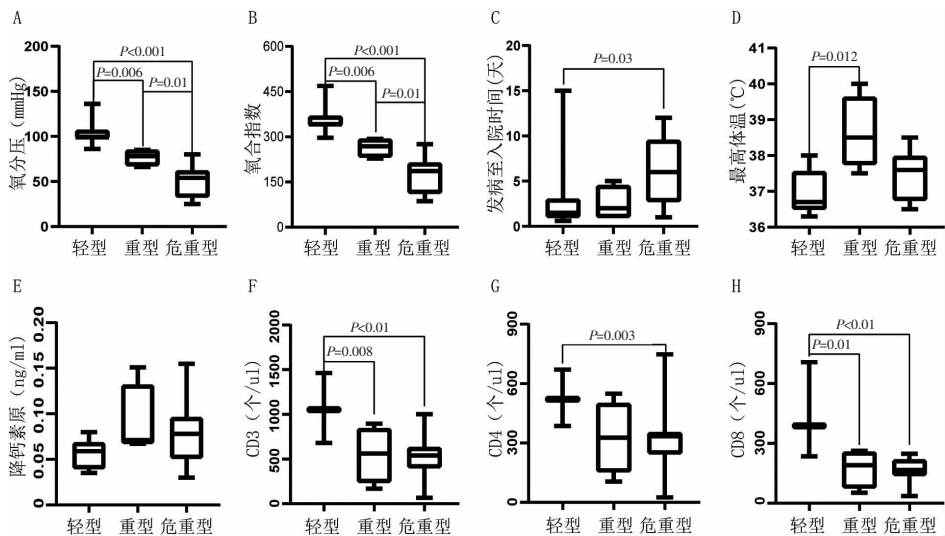 A
氧分压 (mmHg)
200
150
100
50
0
P<0.001
P=0.006
P=0.01
轻型 重型 危重型
B
氧合指数
600
450
300
150
0
P<0.001
P=0.006
P=0.01
轻型 重型 危重型
C
发病至入院时间(天)
20
15
10
5
0
P=0.03
轻型 重型 危重型
D
最高体温(℃)
41
40
39
38
37
36
P=0.012
轻型 重型 危重型
E
降钙素原 (ng/ml)
0.20
0.15
0.10
0.05
0
轻型 重型 危重型
F
CD3 (个/ul)
2000
1500
1000
500
0
P<0.01
P=0.008
轻型 重型 危重型
G
CD4 (个/ul)
900
600
300
0
P=0.003
轻型 重型 危重型
H
CD8 (个/ul)
900
600
300
0
P<0.01
P=0.01
轻型 重型 危重型